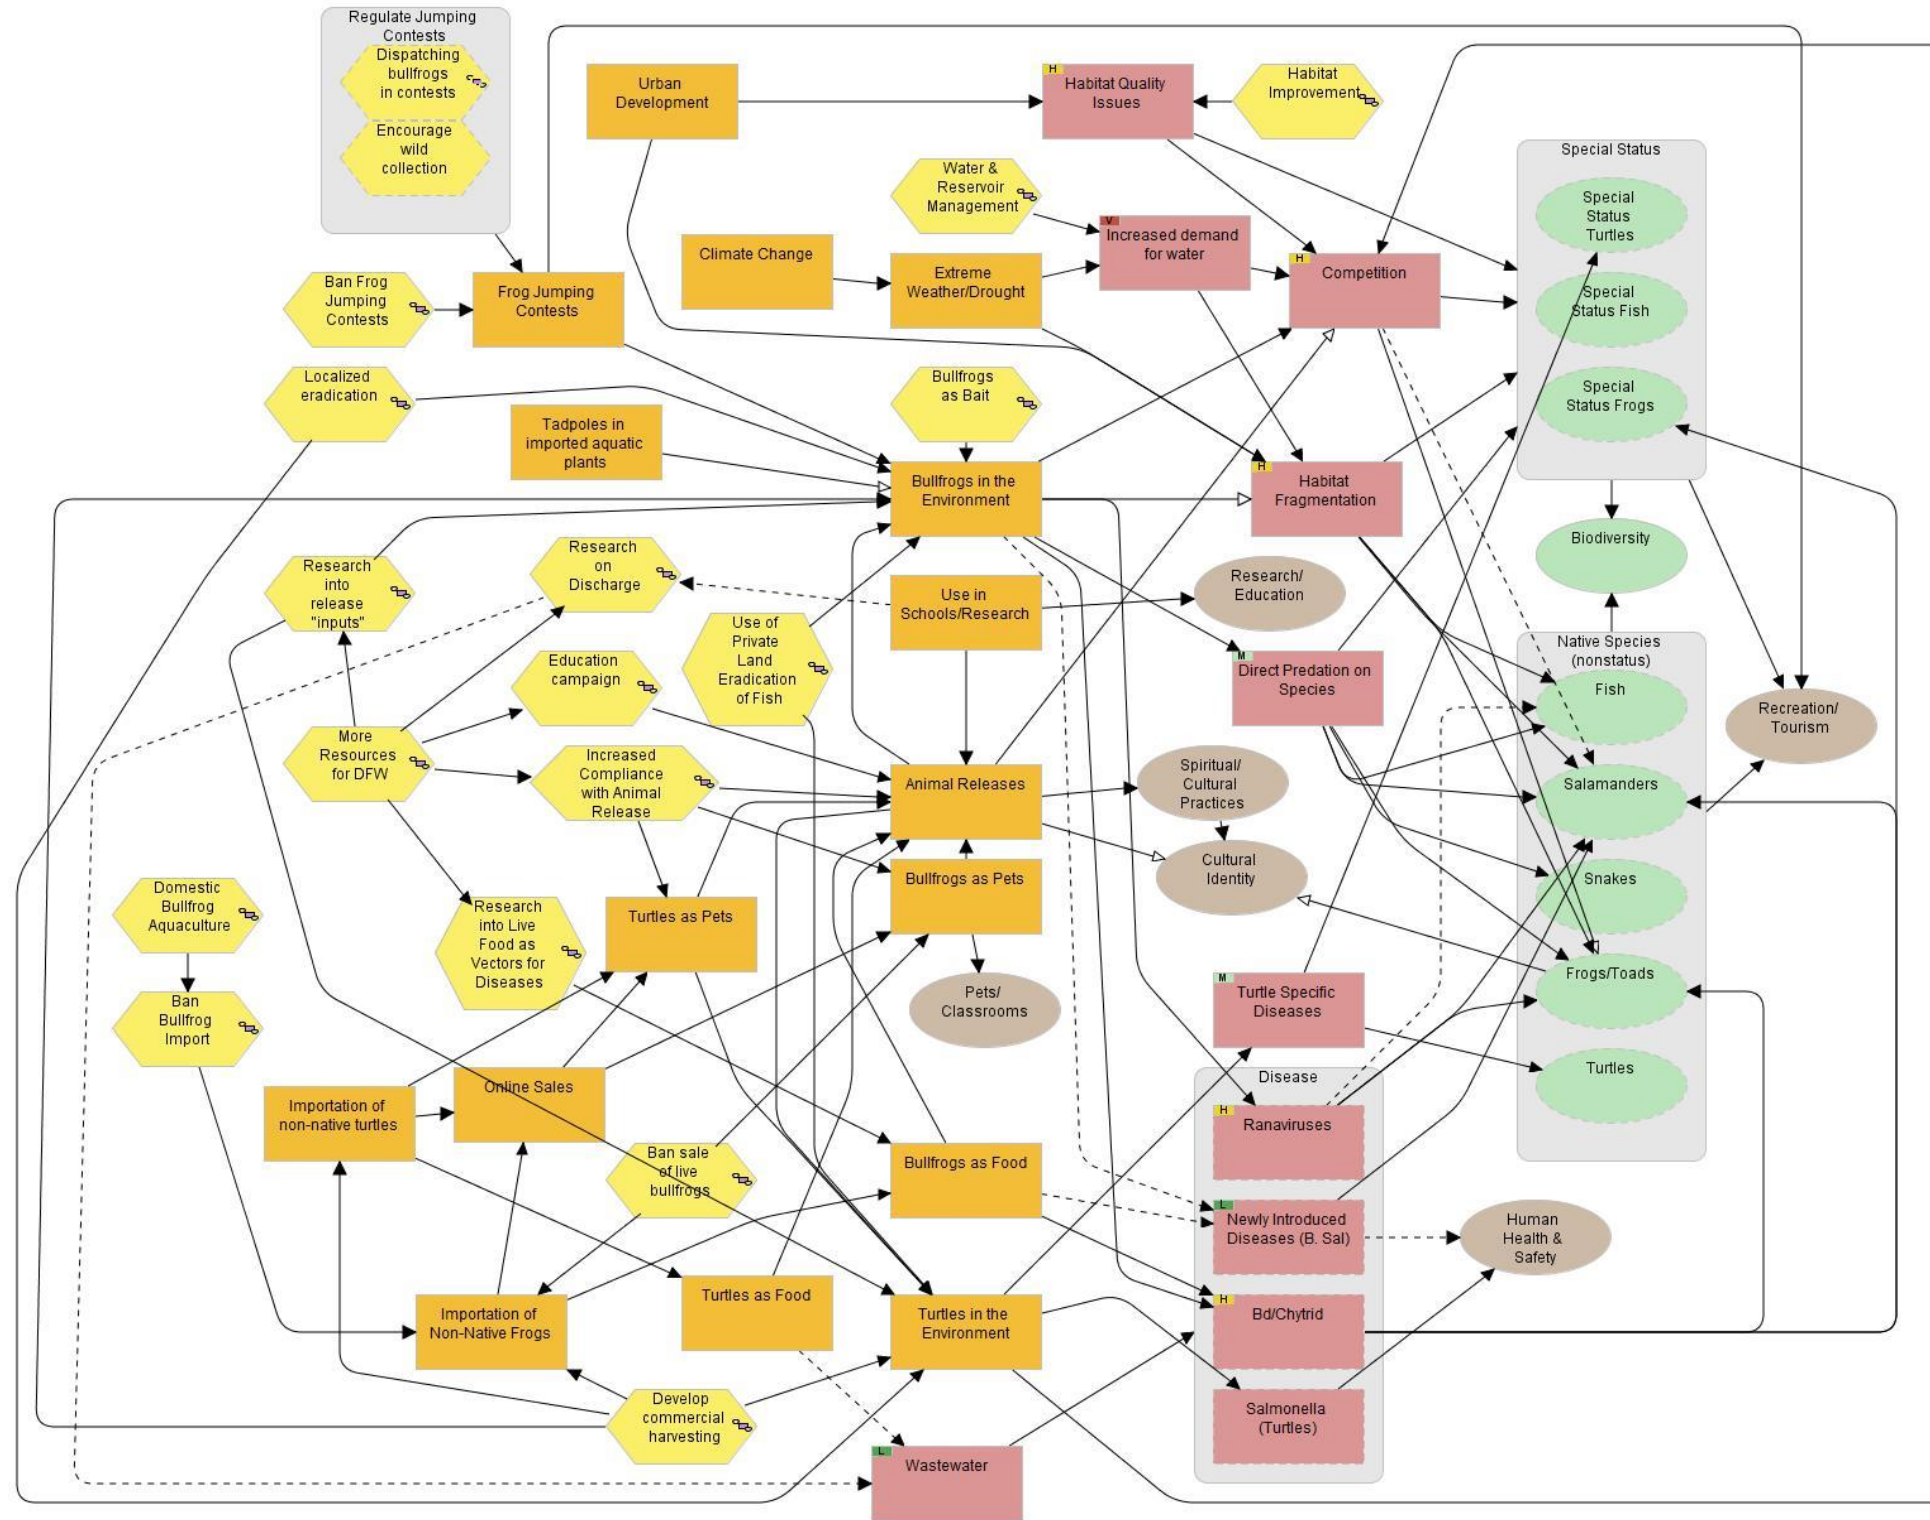 Regulate Jumping
Contests
Dispatching
bullfrogs
in contests
Encourage
wild
collection
Urban
Development
H
Habitat Quality
Issues
Habitat
Improvement
Special Status
Special
Status
Turtles
Special
Status Fish
Special
Status Frogs
Water &
Reservoir
Management
V
Increased demand
for water
Climate Change
Extreme
Weather/Drought
H
Competition
Ban Frog
Jumping
Contests
Frog Jumping
Contests
Localized
eradication
Tadpoles in
imported aquatic
plants
Bullfrogs
as Bait
Bullfrogs in the
Environment
H
Habitat
Fragmentation
Biodiversity
Research
into
release
"inputs"
Research
on
Discharge
Use in
Schools/Research
Research/
Education
Use of
Private
Land
Eradication
of Fish
Education
campaign
M
Direct Predation on
Species
Native Species
(nonstatus)
Fish
Recreation/
Tourism
More
Resources
for DFW
Increased
Compliance
with Animal
Release
Animal Releases
Spiritual/
Cultural
Practices
Salamanders
Cultural
Identity
Domestic
Bullfrog
Aquaculture
Research
into Live
Food as
Vectors for
Diseases
Turtles as Pets
Bullfrogs as Pets
Snakes
Ban
Bullfrog
Import
Pets/
Classrooms
M
Turtle Specific
Diseases
Frogs/Toads
Turtles
Importation of
non-native turtles
Online Sales
Disease
H
Ranaviruses
Ban sale
of live
bullfrogs
Bullfrogs as Food
L
Newly Introduced
Diseases (B. Sal)
Human
Health &
Safety
Importation of
Non-Native Frogs
Turtles as Food
Turtles in the
Environment
H
Bd/Chytrid
Develop
commercial
harvesting
Salmonella
(Turtles)
L
Wastewater